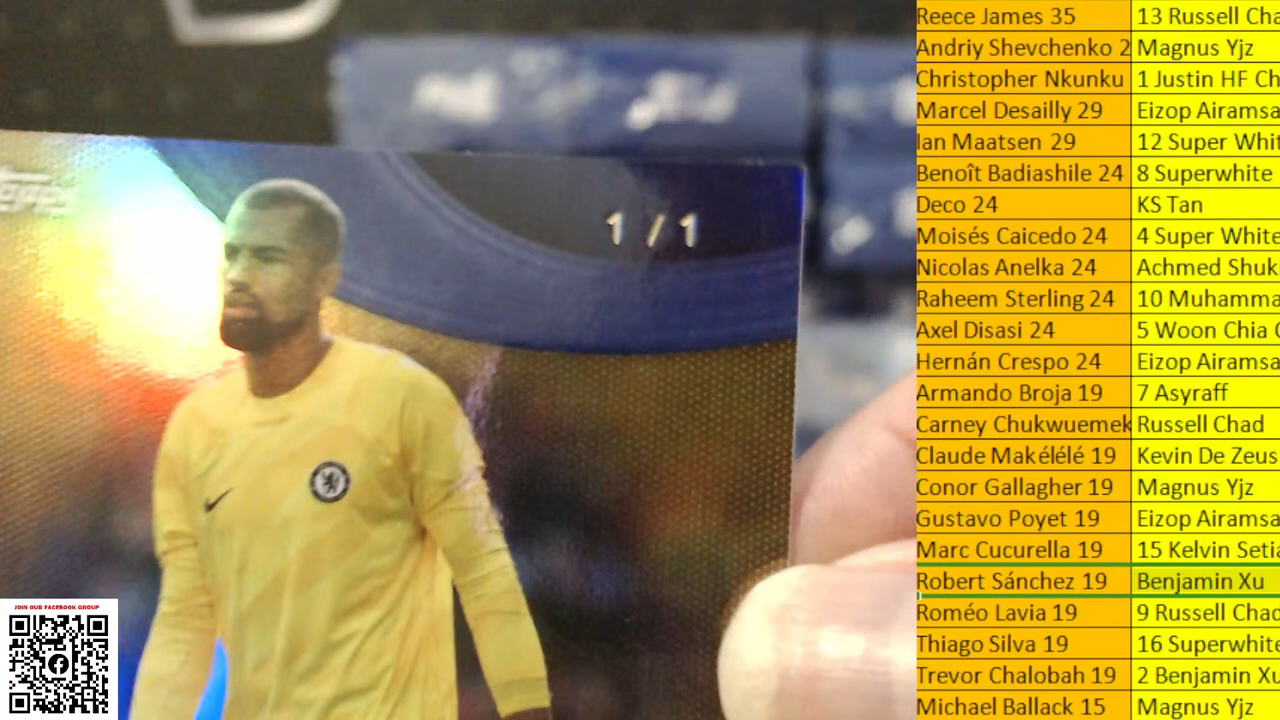 1 / 1
JOIN OUR FACEBOOK GROUP
Reece James 35 13 Russell Cha
Andriy Shevchenko 2 Magnus Yjz
Christopher Nkunku 1 Justin HF Ch
Marcel Desailly 29 Eizop Airamsa
Ian Maatsen 29 12 Super Whit
Benoît Badiashile 24 8 Superwhite
Deco 24 KS Tan
Moisés Caicedo 24 4 Super White
Nicolas Anelka 24 Achmed Shuk
Raheem Sterling 24 10 Muhamma
Axel Disasi 24 5 Woon Chia
Hernán Crespo 24 Eizop Airamsa
Armando Broja 19 7 Asyraff
Carney Chukwuemek Russell Chad
Claude Makélélé 19 Kevin De Zeus
Conor Gallagher 19 Magnus Yjz
Gustavo Poyet 19 Eizop Airamsa
Marc Cucurella 19 15 Kelvin Setia
Robert Sánchez 19 Benjamin Xu
Roméo Lavia 19 9 Russell Chad
Thiago Silva 19 16 Superwhite
Trevor Chalobah 19 2 Benjamin Xu
Michael Ballack 15 Magnus Yjz